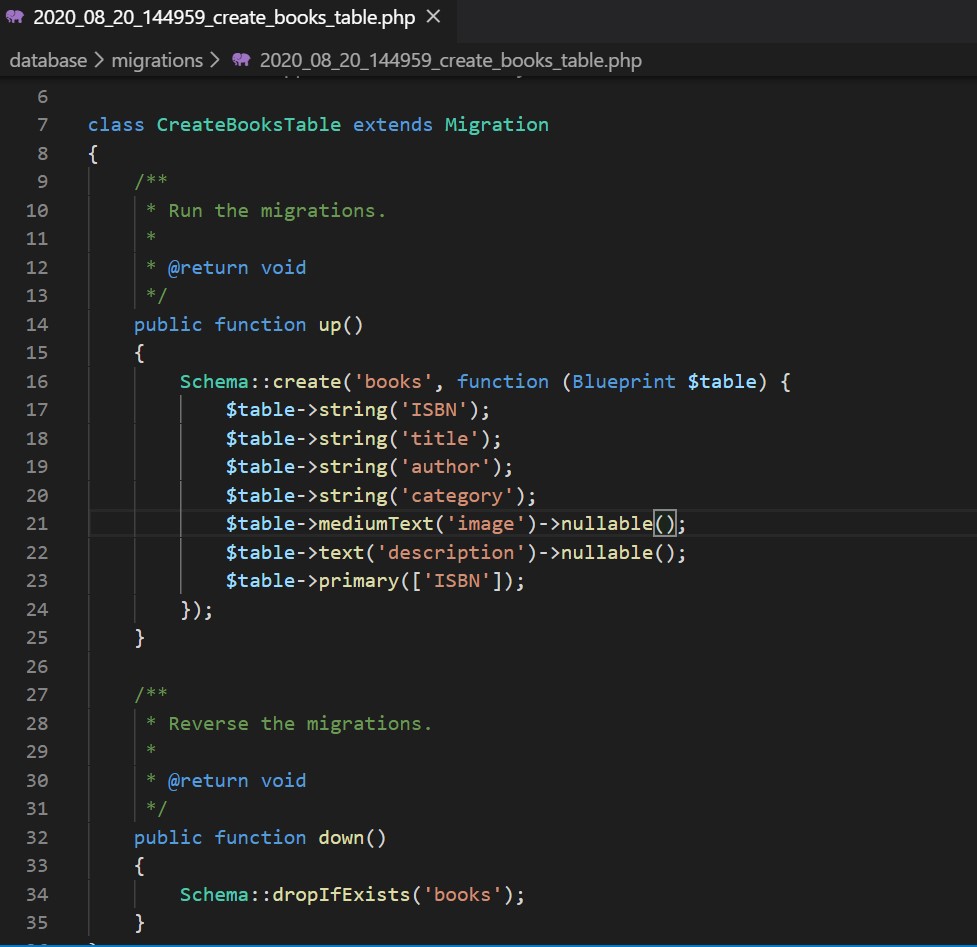 2020_08_20_144959_create_books_table.php ×
database > migrations > 2020_08_20_144959_create_books_table.php
6
7 class CreateBooksTable extends Migration
8 {
9     /**
10      * Run the migrations.
11      *
12      * @return void
13      */
14     public function up()
15     {
16         Schema::create('books', function (Blueprint $table) {
17             $table->string('ISBN');
18             $table->string('title');
19             $table->string('author');
20             $table->string('category');
21             $table->mediumText('image')->nullable();
22             $table->text('description')->nullable();
23             $table->primary(['ISBN']);
24         });
25     }
26
27     /**
28      * Reverse the migrations.
29      *
30      * @return void
31      */
32     public function down()
33     {
34         Schema::dropIfExists('books');
35     }